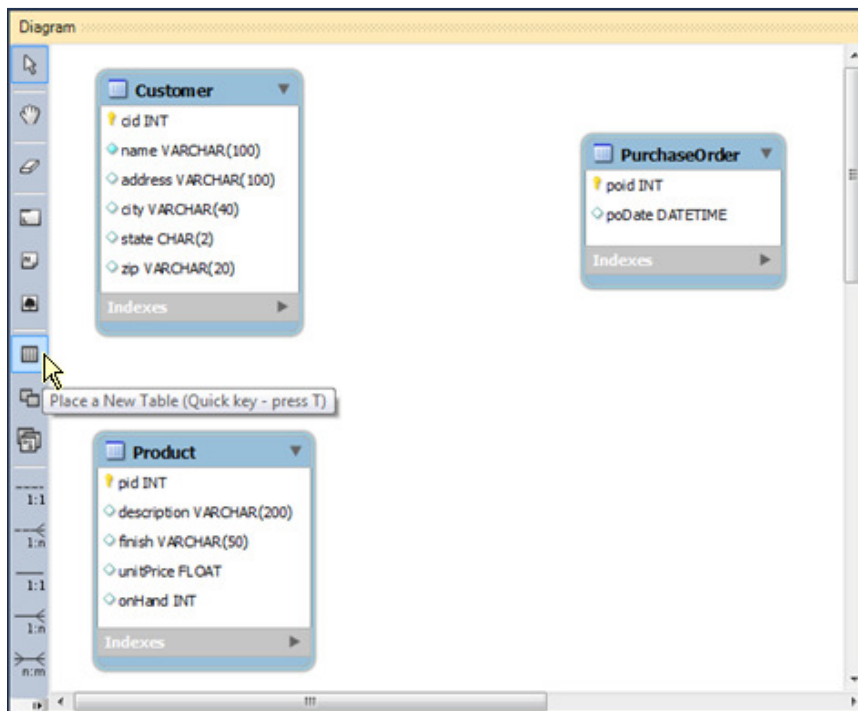 Diagram
Customer
cid INT
name VARCHAR(100)
address VARCHAR(100)
city VARCHAR(40)
state CHAR(2)
zip VARCHAR(20)
Indexes
PurchaseOrder
poid INT
poDate DATETIME
Indexes
Place a New Table (Quick key - press T)
Product
pid INT
description VARCHAR(200)
finish VARCHAR(50)
unitPrice FLOAT
onHand INT
Indexes
1:1
1:n
1:1
1:n
n:m